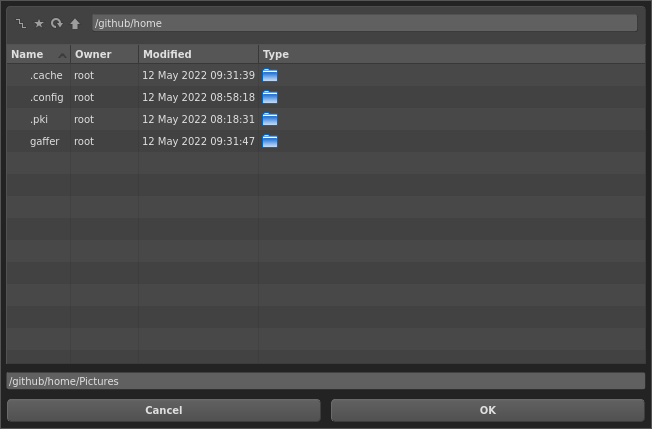 /github/home
Name Owner Modified Type
.cache root 12 May 2022 09:31:39
.config root 12 May 2022 08:58:18
.pki root 12 May 2022 08:18:31
gaffer root 12 May 2022 09:31:47
/github/home/Pictures
Cancel OK